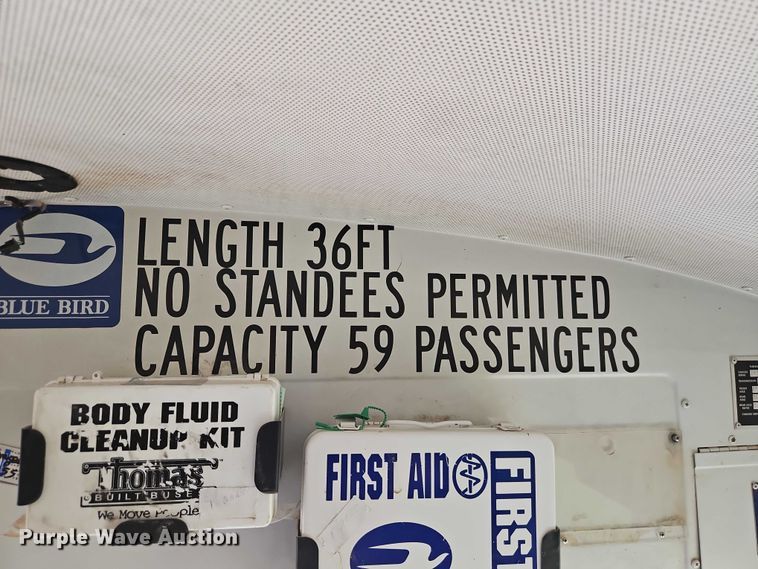 LENGTH 36FT
NO STANDEES PERMITTED
CAPACITY 59 PASSENGERS
BLUE BIRD
BODY FLUID
CLEANUP KIT
Thomas
BUILT BUSES
We Move People
FIRST AID
FIRST
Purple Wave Auction